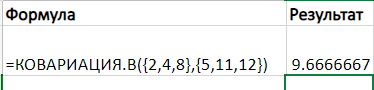 Формула Результат
=КОВАРИАЦИЯ.В({2,4,8},{5,11,12}) 9.6666667